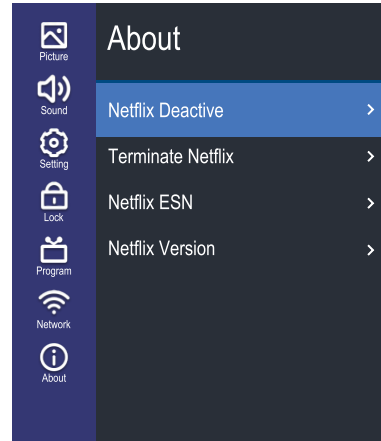 Picture
Sound
Setting
Lock
Program
Network
About
About
Netflix Deactive
Terminate Netflix
Netflix ESN
Netflix Version